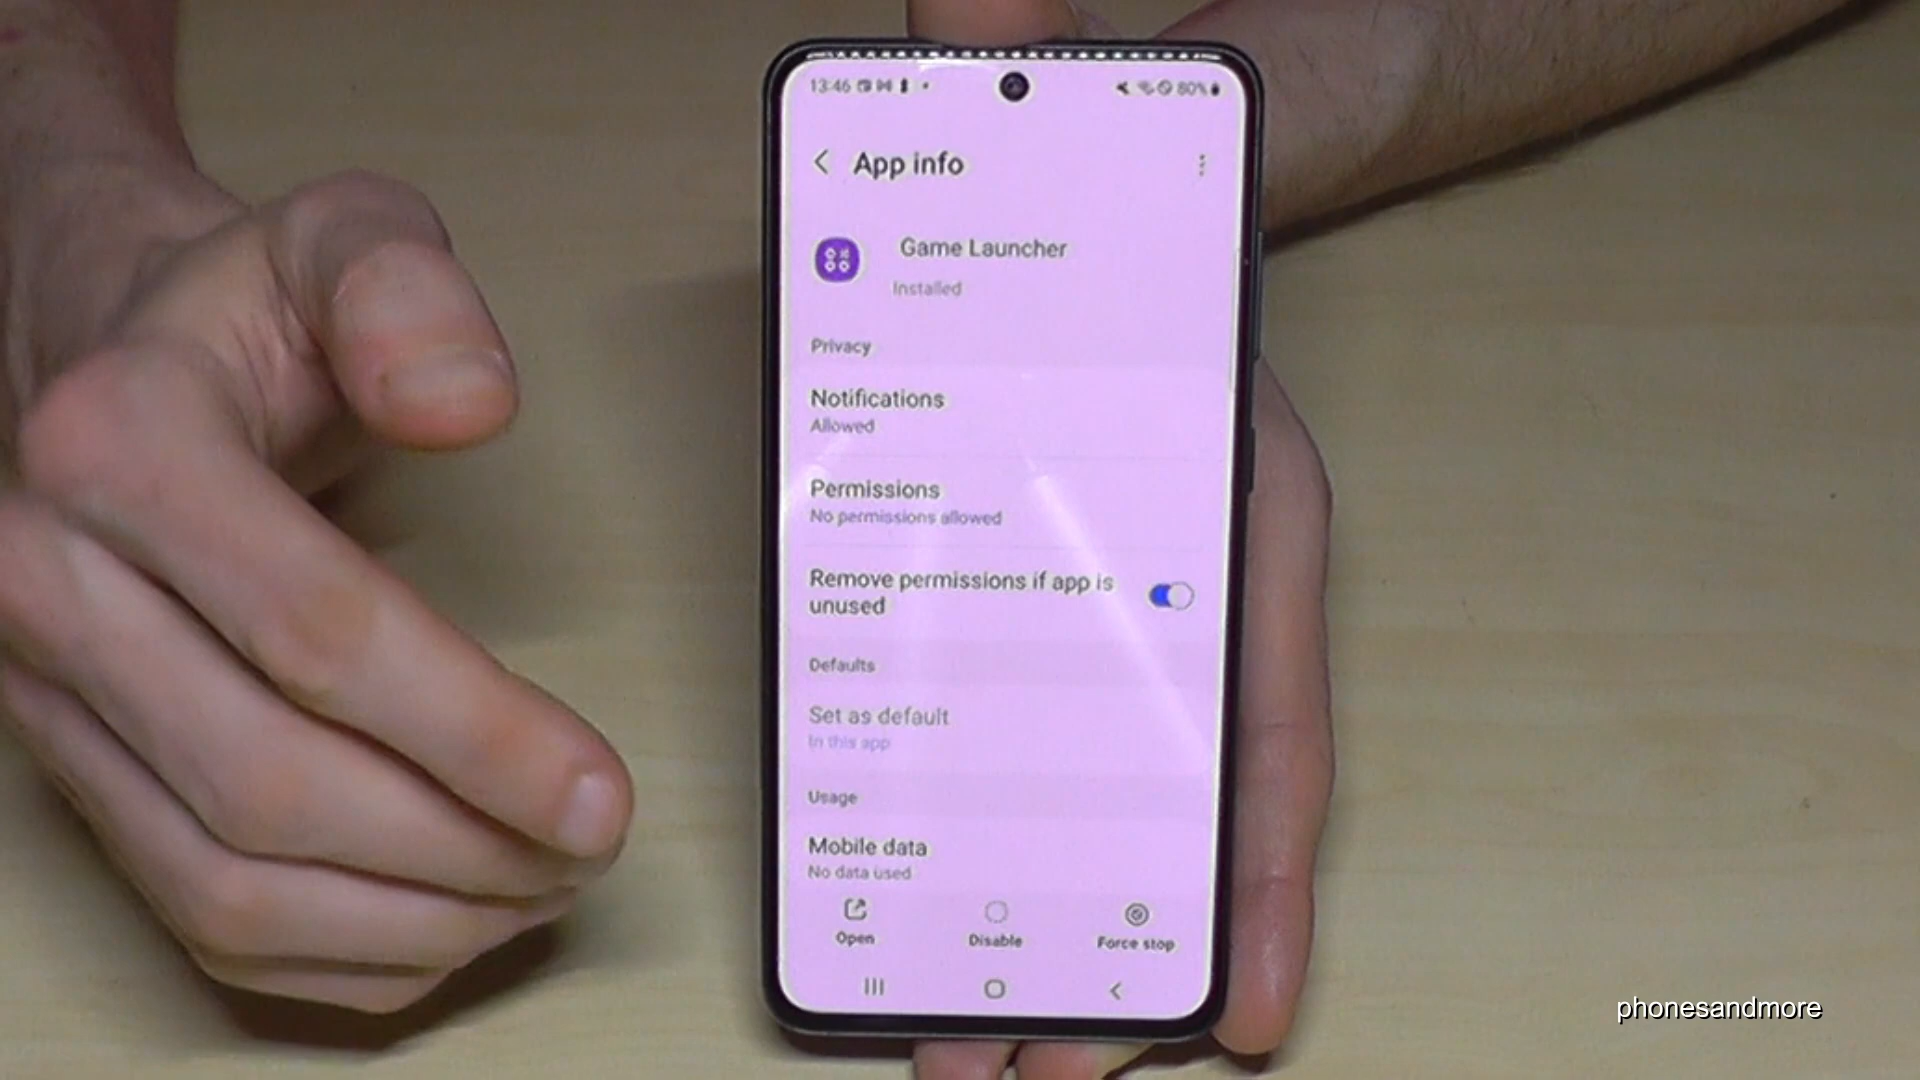 13:46
80%
App info
Game Launcher
Installed
Privacy
Notifications
Allowed
Permissions
No permissions allowed
Remove permissions if app is
unused
Defaults
Set as default
In this app
Usage
Mobile data
No data used
Open
Disable
Force stop
phonesandmore